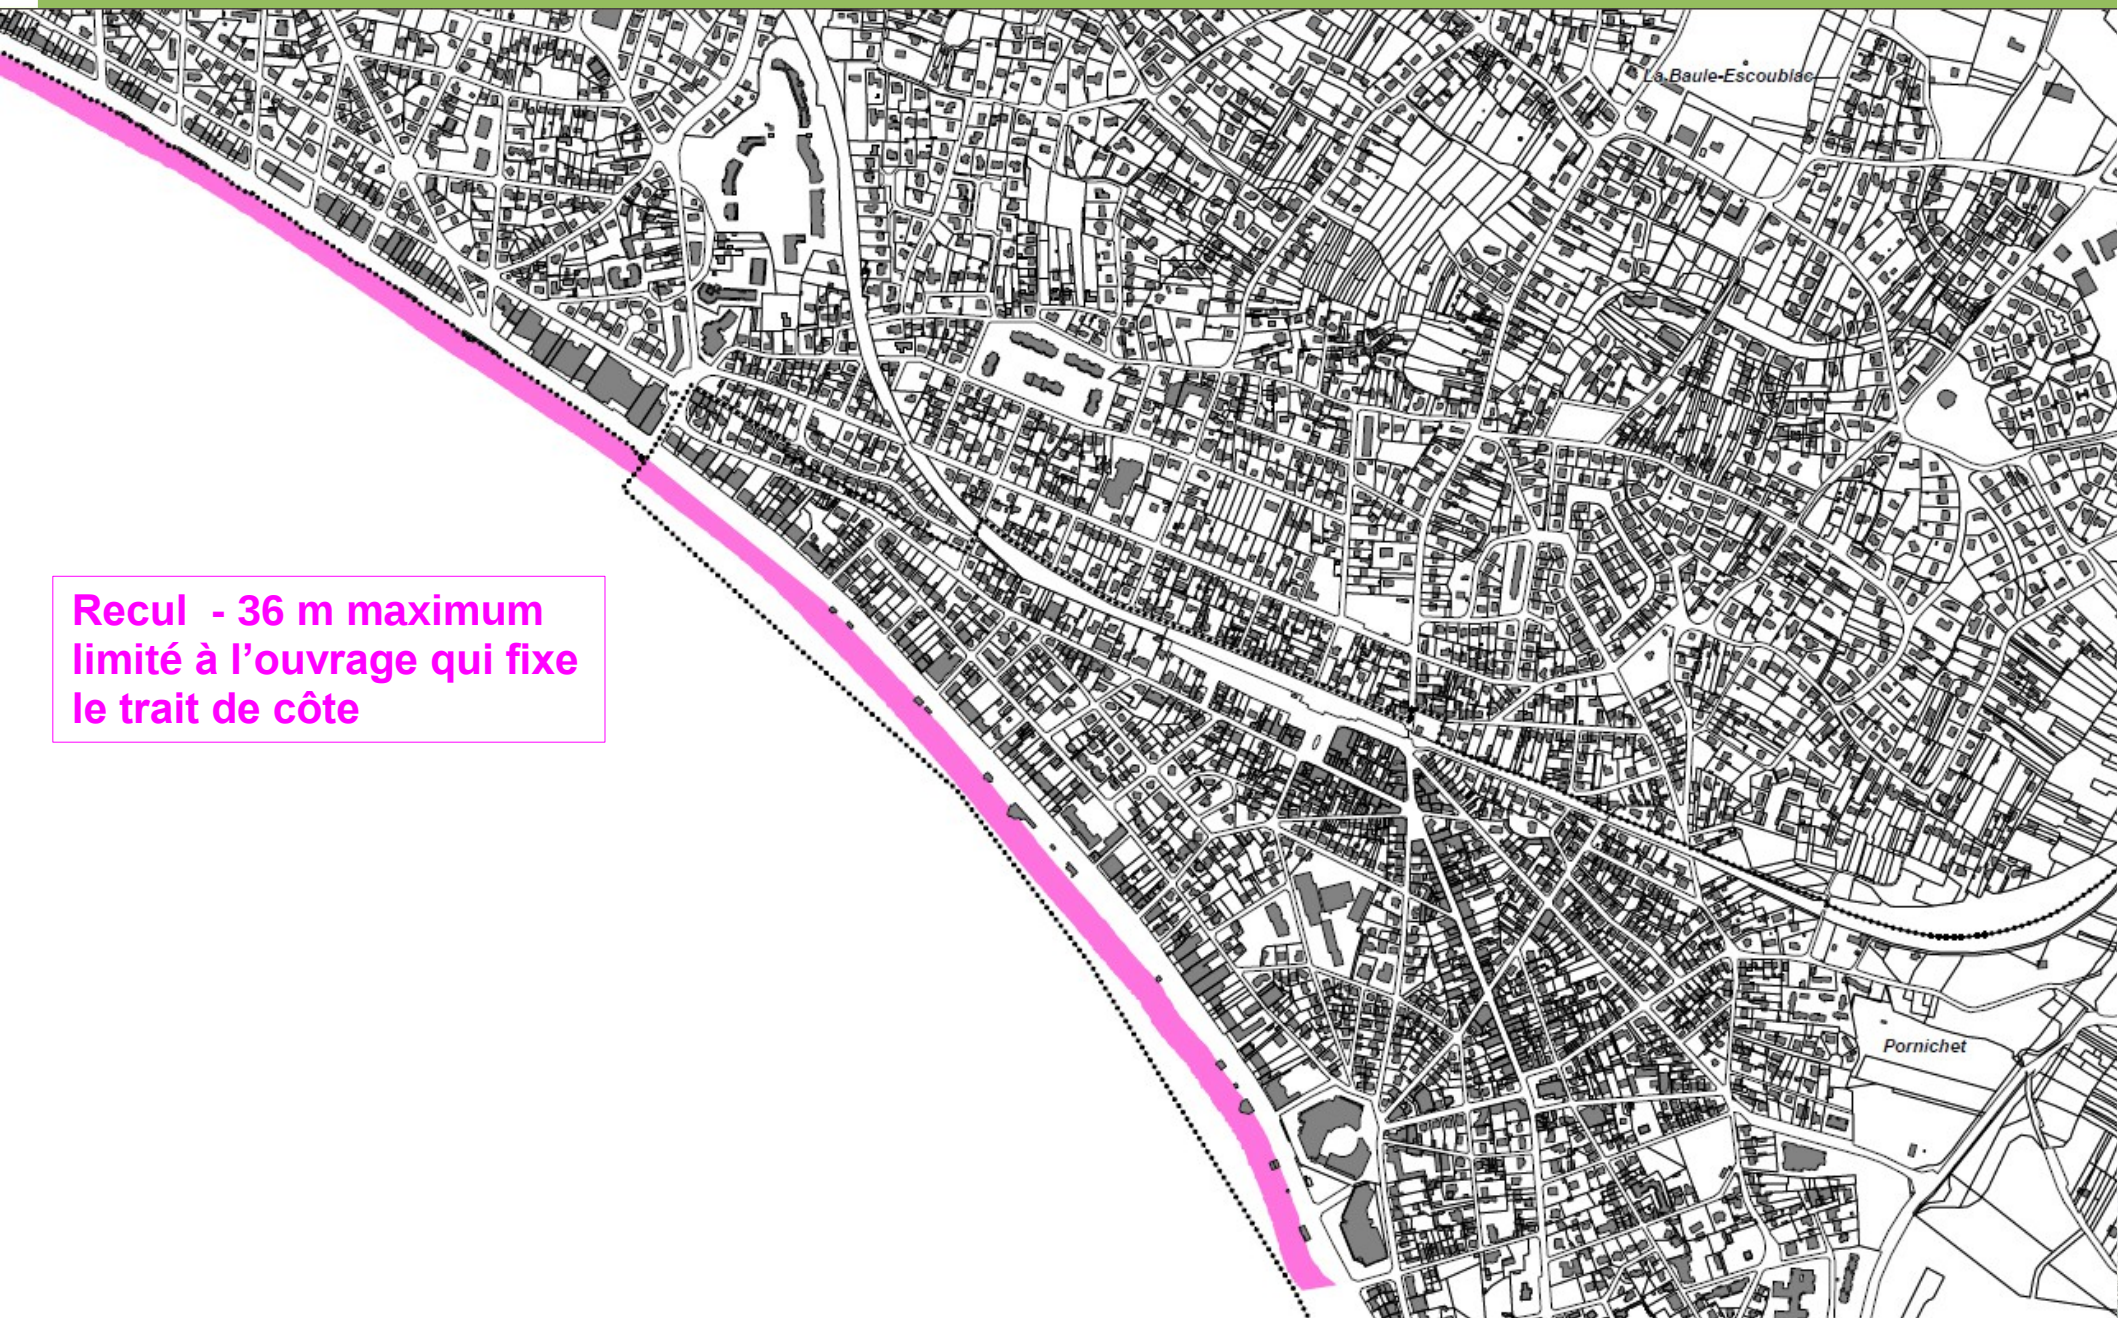 La Baule-Escoublac
Recul - 36 m maximum
limité à l'ouvrage qui fixe
le trait de côte
Pornichet